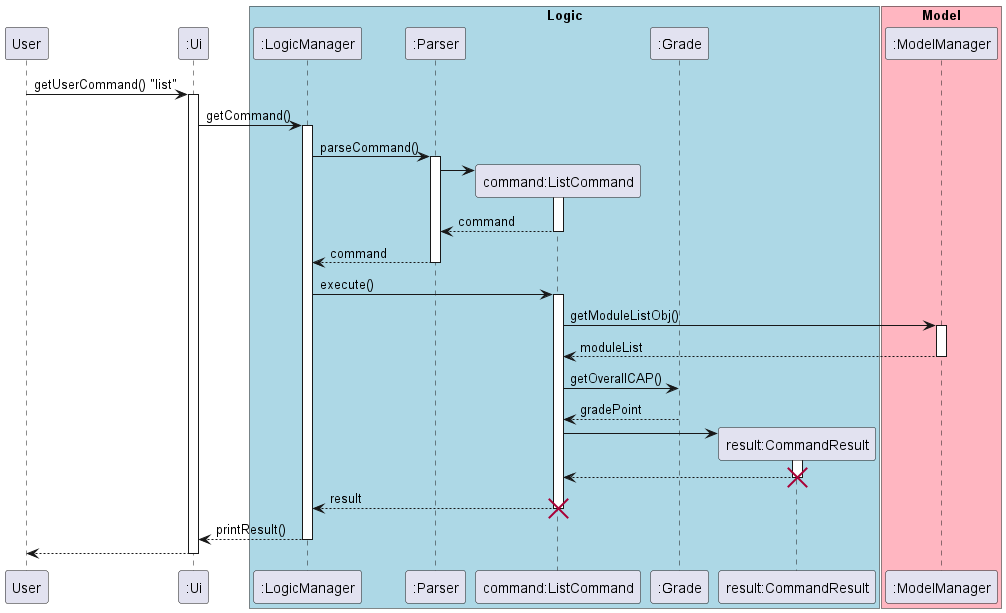 Logic
Model
User
:Ui
:LogicManager
:Parser
:Grade
:ModelManager
getUserCommand() "list"
getCommand()
parseCommand()
command:ListCommand
command
command
execute()
getModuleListObj()
moduleList
getOverallCAP()
gradePoint
result:CommandResult
result
printResult()
User
:Ui
:LogicManager
:Parser
command:ListCommand
:Grade
result:CommandResult
:ModelManager